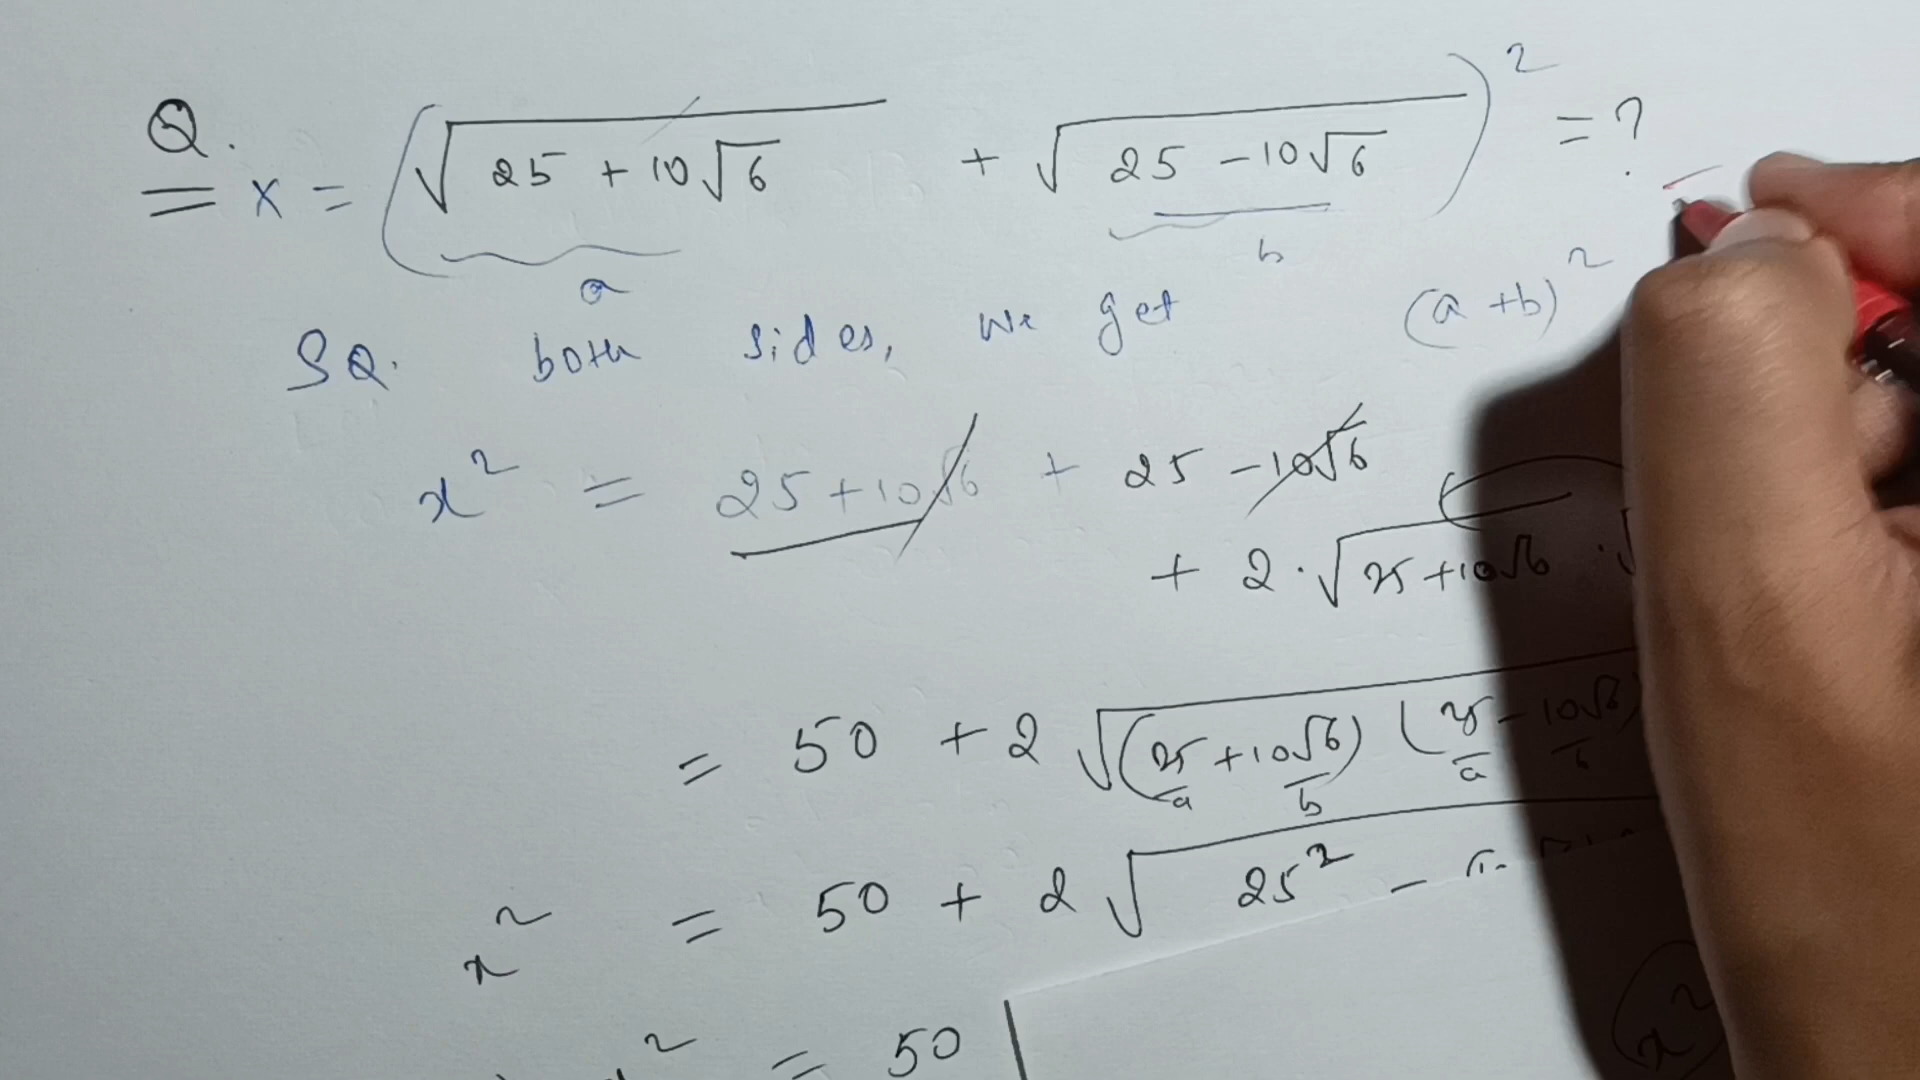 Q. x = (√(25 + 10√6) + √(25 - 10√6))² = ?
a b
SQ. both sides, we get (a + b)²
x² = 25 + 10√6 + 25 - 10√6
+ 2 · √(25 + 10√6) ·
= 50 + 2 √((25 + 10√6) (25 - 10√6
a b a b
x² = 50 + 2 √(25² -
x²
² = 50